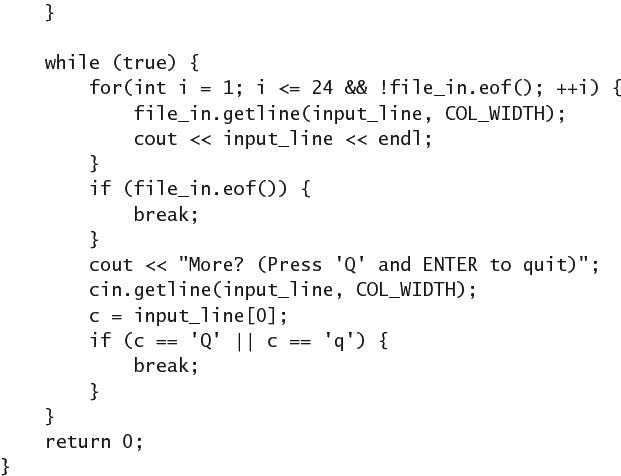 }

    while (true) {
        for(int i = 1; i <= 24 && !file_in.eof(); ++i) {
            file_in.getline(input_line, COL_WIDTH);
            cout << input_line << endl;
        }
        if (file_in.eof()) {
            break;
        }
        cout << "More? (Press 'Q' and ENTER to quit)";
        cin.getline(input_line, COL_WIDTH);
        c = input_line[0];
        if (c == 'Q' || c == 'q') {
            break;
        }
    }
    return 0;
}